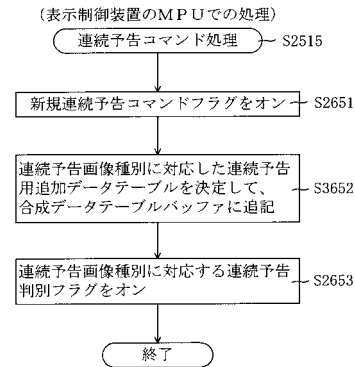 (表示制御装置のMPUでの処理)
連続予告コマンド処理 S2515
新規連続予告コマンドフラグをオン S2651
連続予告画像種別に対応した連続予告
用追加データテーブルを決定して、 S3652
合成データテーブルバッファに追記
連続予告画像種別に対応する連続予告 S2653
判別フラグをオン
終了